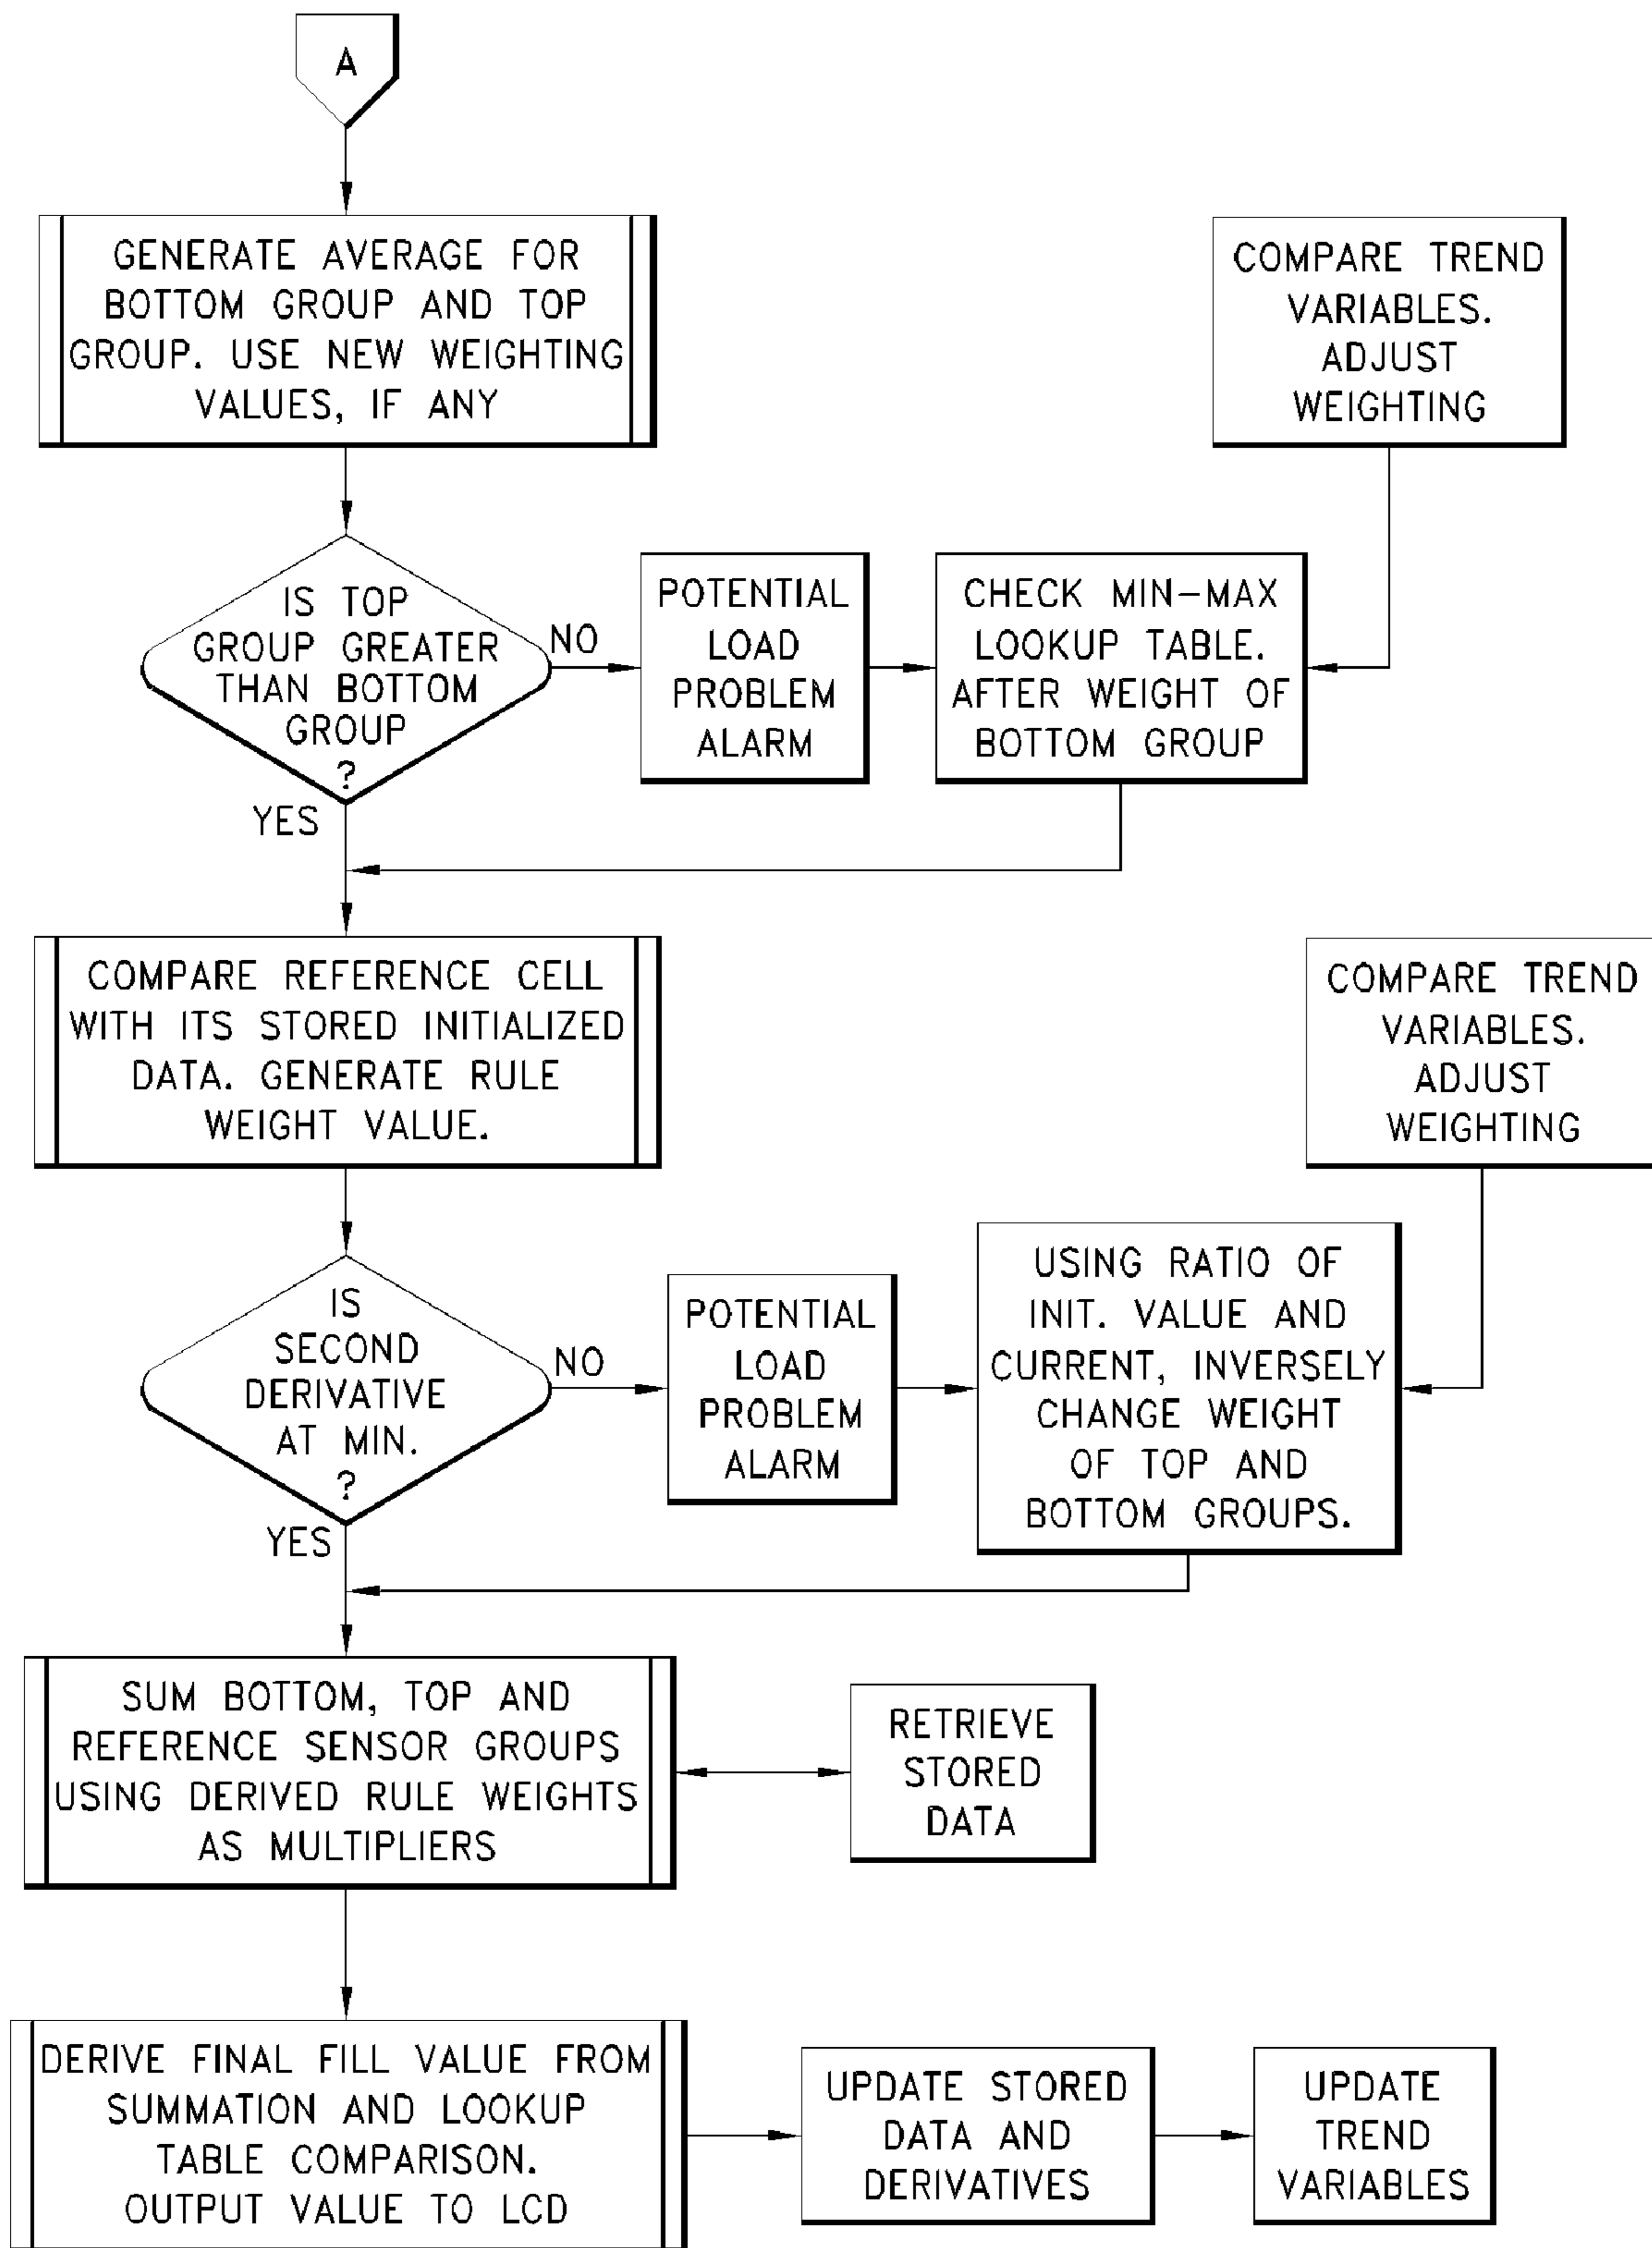 A
GENERATE AVERAGE FOR
BOTTOM GROUP AND TOP
GROUP. USE NEW WEIGHTING
VALUES, IF ANY
COMPARE TREND
VARIABLES.
ADJUST
WEIGHTING
IS TOP
GROUP GREATER
THAN BOTTOM
GROUP
?
NO
YES
POTENTIAL
LOAD
PROBLEM
ALARM
CHECK MIN-MAX
LOOKUP TABLE.
AFTER WEIGHT OF
BOTTOM GROUP
COMPARE REFERENCE CELL
WITH ITS STORED INITIALIZED
DATA. GENERATE RULE
WEIGHT VALUE.
COMPARE TREND
VARIABLES.
ADJUST
WEIGHTING
IS
SECOND
DERIVATIVE
AT MIN.
?
NO
YES
POTENTIAL
LOAD
PROBLEM
ALARM
USING RATIO OF
INIT. VALUE AND
CURRENT, INVERSELY
CHANGE WEIGHT
OF TOP AND
BOTTOM GROUPS.
SUM BOTTOM, TOP AND
REFERENCE SENSOR GROUPS
USING DERIVED RULE WEIGHTS
AS MULTIPLIERS
RETRIEVE
STORED
DATA
DERIVE FINAL FILL VALUE FROM
SUMMATION AND LOOKUP
TABLE COMPARISON.
OUTPUT VALUE TO LCD
UPDATE STORED
DATA AND
DERIVATIVES
UPDATE
TREND
VARIABLES